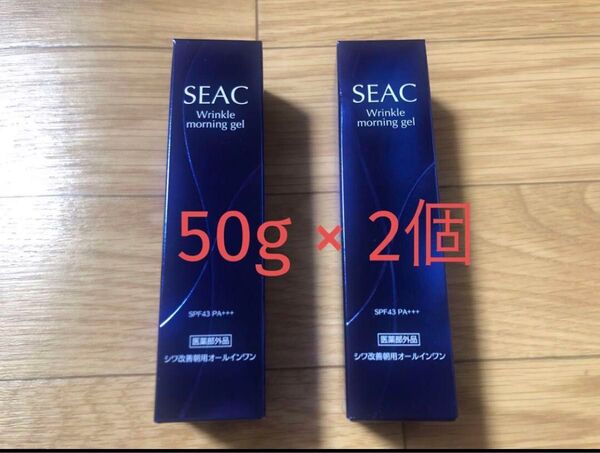 SEAC
Wrinkle
morning gel
SPF43 PA+++
医薬部外品
シワ改善朝用オールインワン
SEAC
Wrinkle
morning gel
SPF43 PA+++
医薬部外品
シワ改善朝用オールインワン
50g × 2個